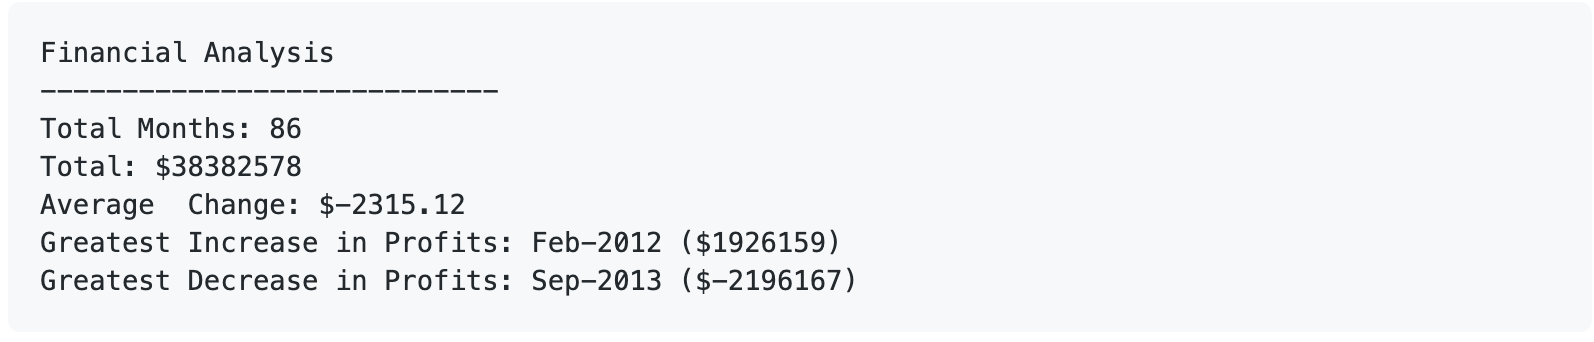 Financial Analysis
----------------------------
Total Months: 86
Total: $38382578
Average  Change: $-2315.12
Greatest Increase in Profits: Feb-2012 ($1926159)
Greatest Decrease in Profits: Sep-2013 ($-2196167)